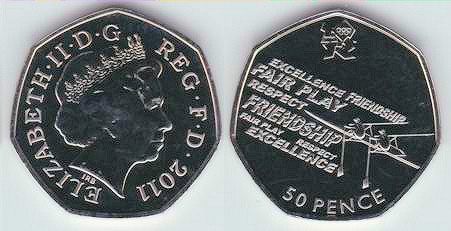 ELIZABETH·II·D·G
REG·F·D·2011
IRB
EXCELLENCE FRIENDSHIP
FAIR PLAY
RESPECT
FRIENDSHIP
FAIR PLAY RESPECT
EXCELLENCE
50 PENCE